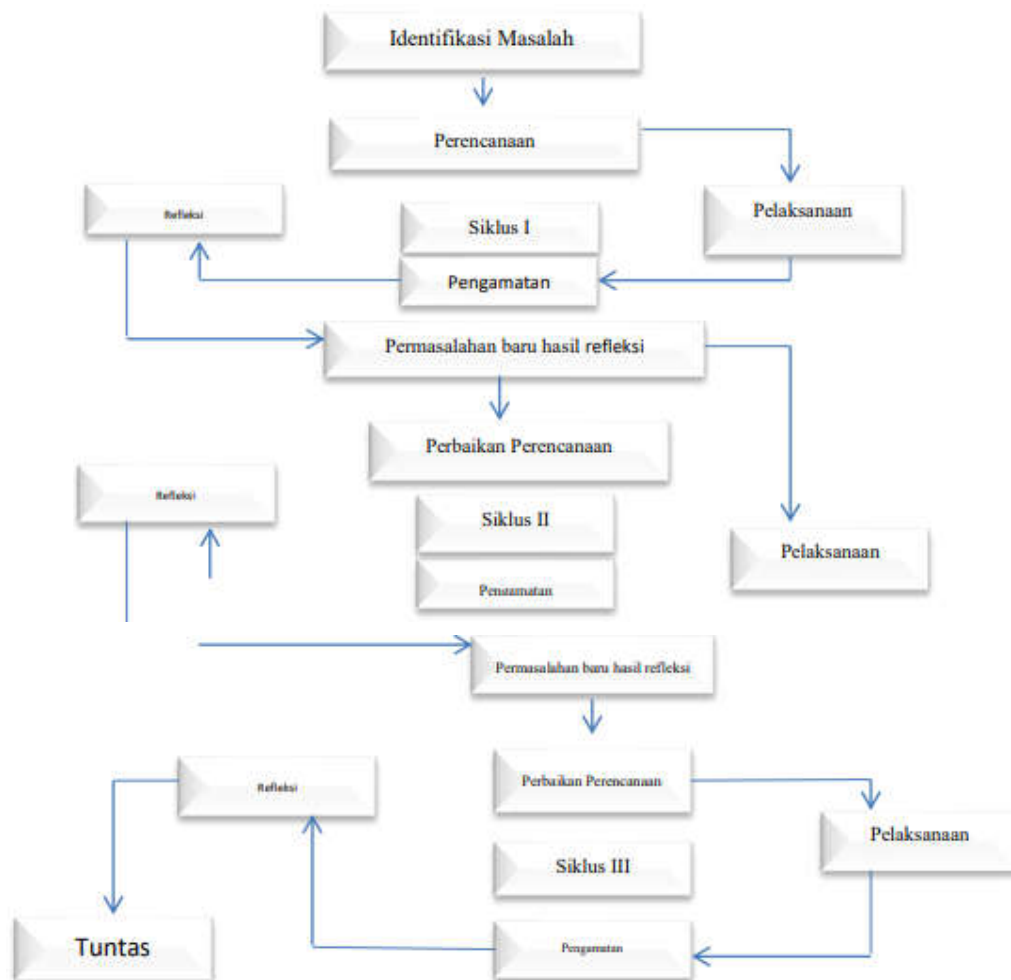 Identifikasi Masalah
Perencanaan
Pelaksanaan
Refleksi
Siklus I
Pengamatan
Permasalahan baru hasil refleksi
Perbaikan Perencanaan
Refleksi
Siklus II
Pelaksanaan
Pengamatan
Permasalahan baru hasil refleksi
Perbaikan Perencanaan
Refleksi
Pelaksanaan
Siklus III
Pengamatan
Tuntas